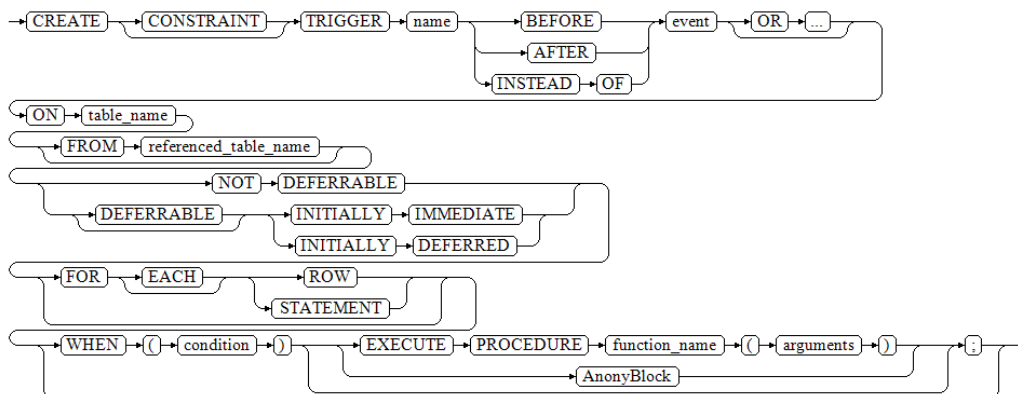 CREATE CONSTRAINT TRIGGER name BEFORE event OR ...
AFTER
INSTEAD OF
ON table_name
FROM referenced_table_name
NOT DEFERRABLE
DEFERRABLE INITIALLY IMMEDIATE
INITIALLY DEFERRED
FOR EACH ROW
STATEMENT
WHEN ( condition ) EXECUTE PROCEDURE function_name ( arguments ) ;
AnonyBlock